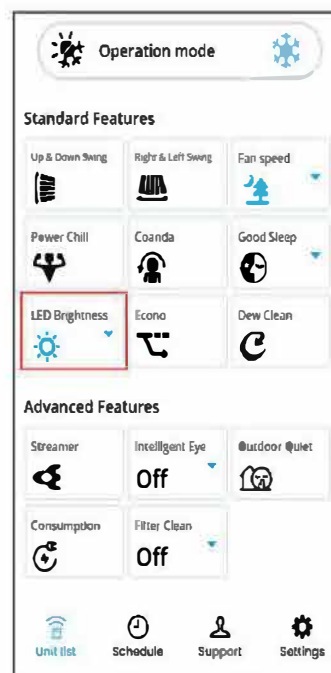 Operation mode
Standard Features
Up & Down Swing
Right & Left Swing
Fan speed
Power Chill
Coanda
Good Sleep
LED Brightness
Econo
Dew Clean
Advanced Features
Streamer
Intelligent Eye
Off
Outdoor Quiet
Consumption
Filter Clean
Off
Unit list
Schedule
Support
Settings